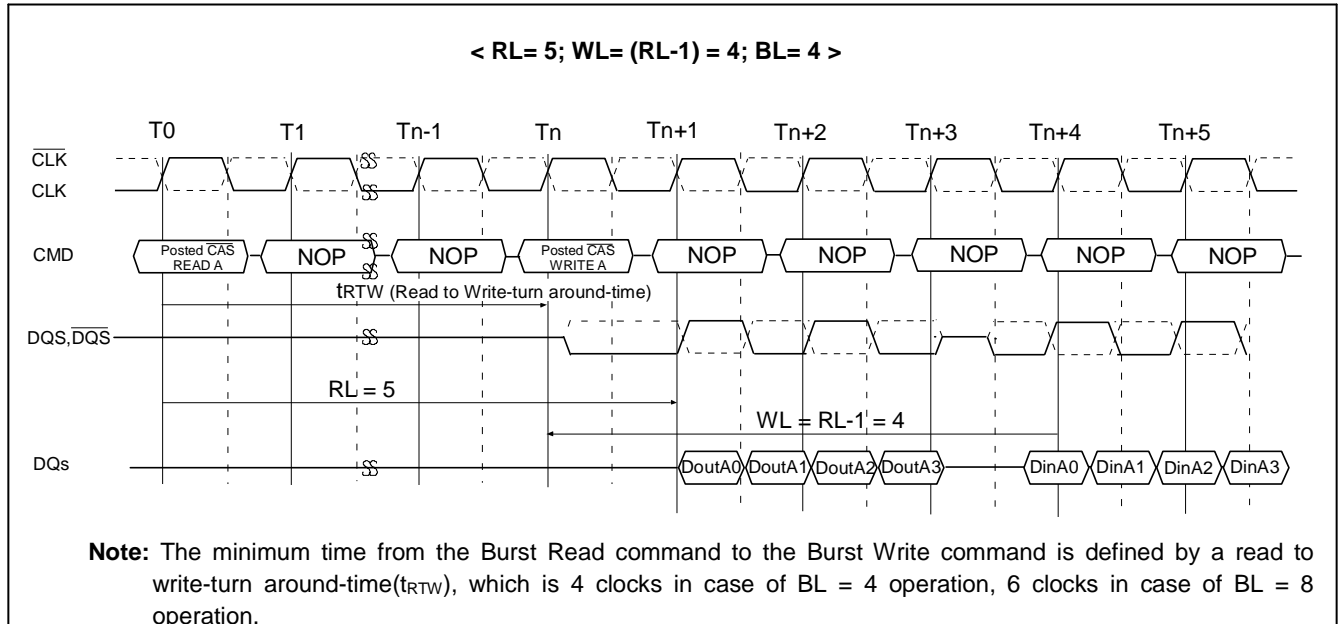 < RL= 5; WL= (RL-1) = 4; BL= 4 >
T0 T1 Tn-1 Tn Tn+1 Tn+2 Tn+3 Tn+4 Tn+5
CLK
CLK
CMD
Posted CAS
READ A
NOP
NOP
Posted CAS
WRITE A
NOP
NOP
NOP
NOP
NOP
tRTW (Read to Write-turn around-time)
DQS,DQS
RL = 5
WL = RL-1 = 4
DQs
DoutA0 DoutA1 DoutA2 DoutA3 DinA0 DinA1 DinA2 DinA3
Note: The minimum time from the Burst Read command to the Burst Write command is defined by a read to
write-turn around-time(tRTW), which is 4 clocks in case of BL = 4 operation, 6 clocks in case of BL = 8
operation.